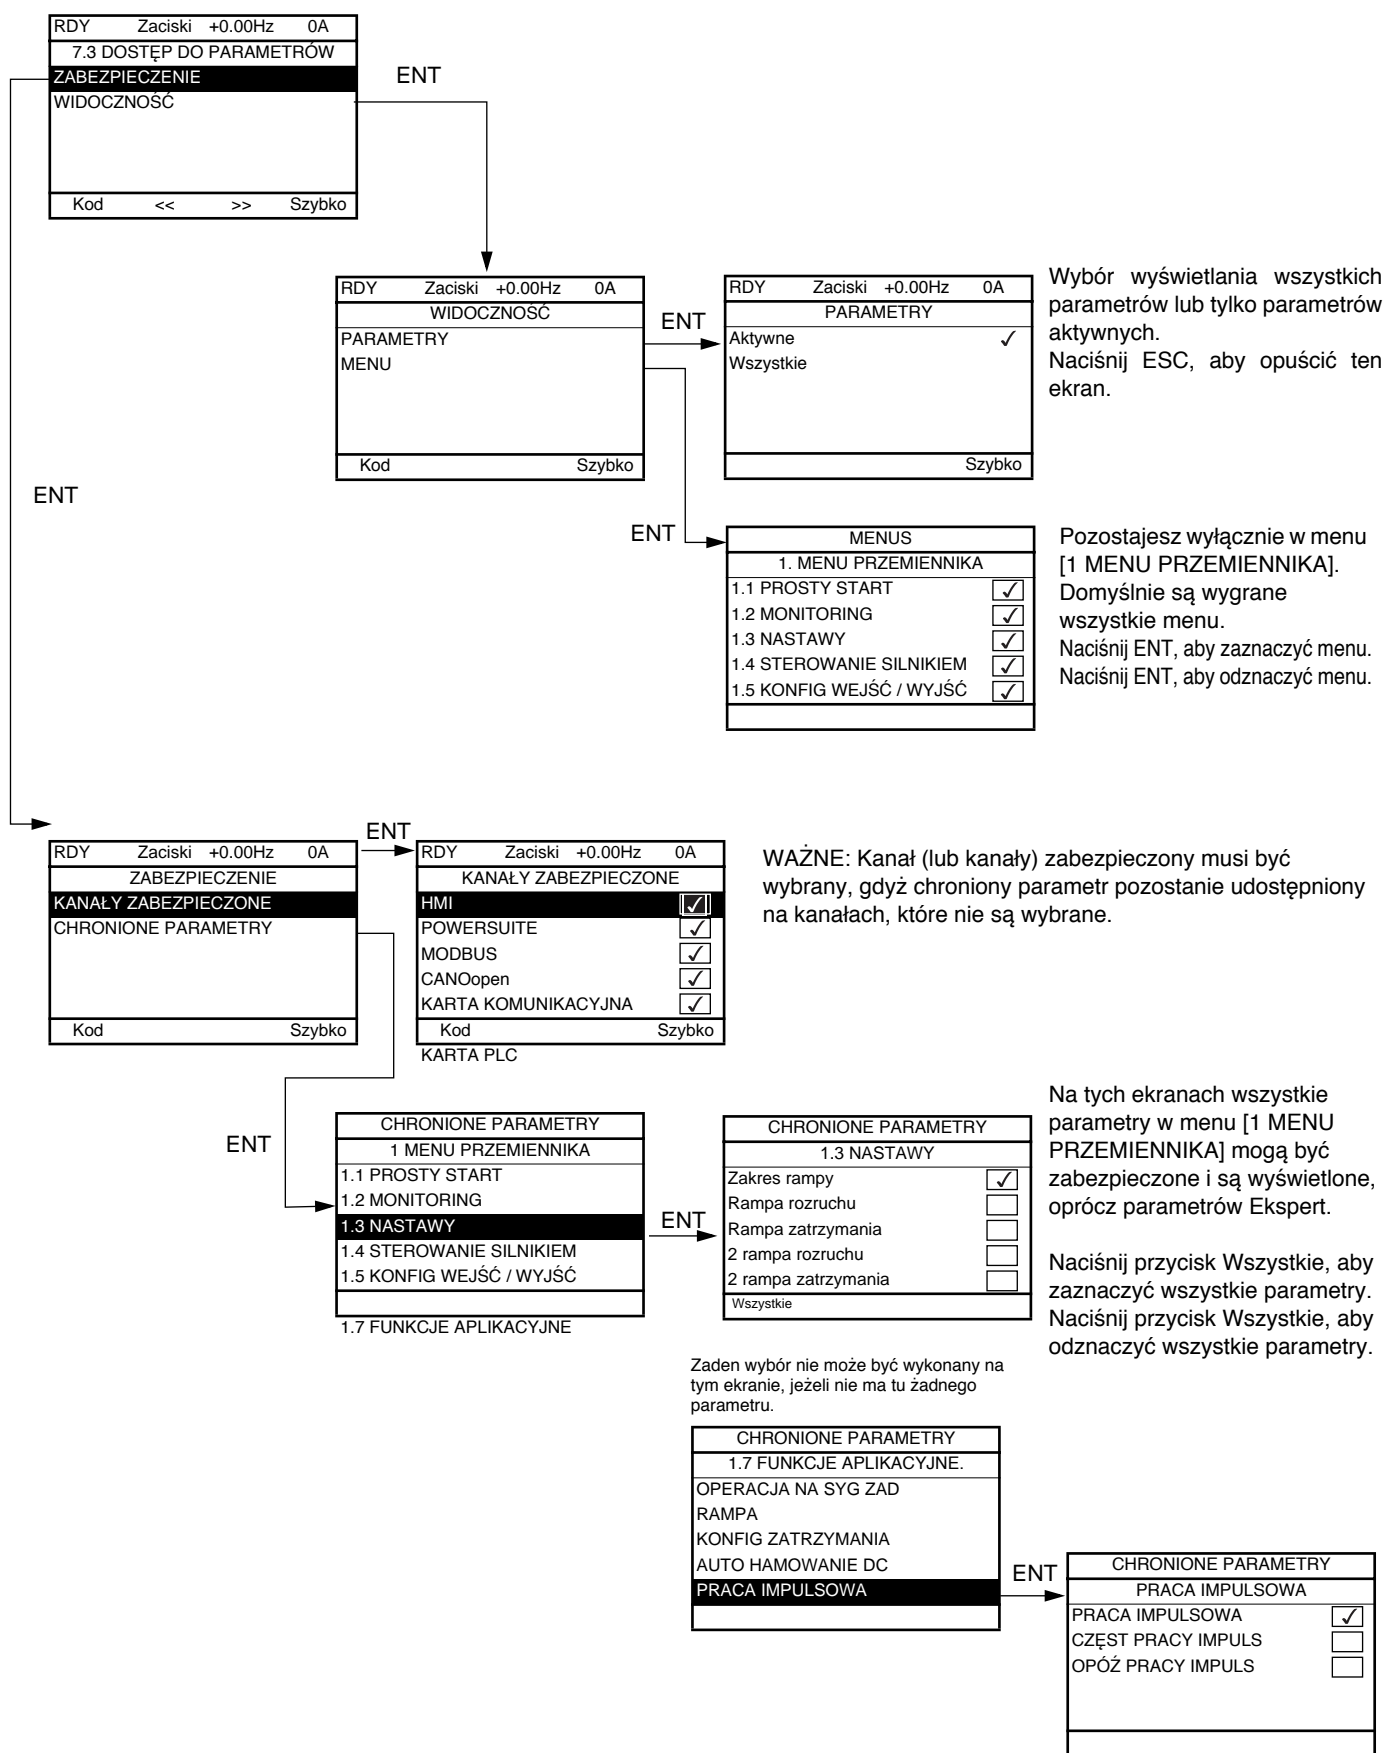 RDY Zaciski +0.00Hz 0A
7.3 DOSTĘP DO PARAMETRÓW
ZABEZPIECZENIE
WIDOCZNOŚĆ
Kod << >> Szybko
ENT
RDY Zaciski +0.00Hz 0A
WIDOCZNOŚĆ
PARAMETRY
MENU
Kod Szybko
ENT
RDY Zaciski +0.00Hz 0A
PARAMETRY
Aktywne ✓
Wszystkie
Szybko
Wybór wyświetlania wszystkich
parametrów lub tylko parametrów
aktywnych.
Naciśnij ESC, aby opuścić ten
ekran.
ENT
ENT
MENUS
1. MENU PRZEMIENNIKA
1.1 PROSTY START ✓
1.2 MONITORING ✓
1.3 NASTAWY ✓
1.4 STEROWANIE SILNIKIEM ✓
1.5 KONFIG WEJŚĆ / WYJŚĆ ✓
Pozostajesz wyłącznie w menu
[1 MENU PRZEMIENNIKA].
Domyślnie są wygrane
wszystkie menu.
Naciśnij ENT, aby zaznaczyć menu.
Naciśnij ENT, aby odznaczyć menu.
RDY Zaciski +0.00Hz 0A
ZABEZPIECZENIE
KANAŁY ZABEZPIECZONE
CHRONIONE PARAMETRY
Kod Szybko
ENT
RDY Zaciski +0.00Hz 0A
KANAŁY ZABEZPIECZONE
HMI ✓
POWERSUITE ✓
MODBUS ✓
CANOopen ✓
KARTA KOMUNIKACYJNA ✓
Kod Szybko
KARTA PLC
WAŻNE: Kanał (lub kanały) zabezpieczony musi być
wybrany, gdyż chroniony parametr pozostanie udostępniony
na kanałach, które nie są wybrane.
ENT
CHRONIONE PARAMETRY
1 MENU PRZEMIENNIKA
1.1 PROSTY START
1.2 MONITORING
1.3 NASTAWY
1.4 STEROWANIE SILNIKIEM
1.5 KONFIG WEJŚĆ / WYJŚĆ
1.7 FUNKCJE APLIKACYJNE
ENT
CHRONIONE PARAMETRY
1.3 NASTAWY
Zakres rampy ✓
Rampa rozruchu
Rampa zatrzymania
2 rampa rozruchu
2 rampa zatrzymania
Wszystkie
Na tych ekranach wszystkie
parametry w menu [1 MENU
PRZEMIENNIKA] mogą być
zabezpieczone i są wyświetlone,
oprócz parametrów Ekspert.
Naciśnij przycisk Wszystkie, aby
zaznaczyć wszystkie parametry.
Naciśnij przycisk Wszystkie, aby
odznaczyć wszystkie parametry.
Zaden wybór nie może być wykonany na
tym ekranie, jeżeli nie ma tu żadnego
parametru.
CHRONIONE PARAMETRY
1.7 FUNKCJE APLIKACYJNE.
OPERACJA NA SYG ZAD
RAMPA
KONFIG ZATRZYMANIA
AUTO HAMOWANIE DC
PRACA IMPULSOWA
ENT
CHRONIONE PARAMETRY
PRACA IMPULSOWA
PRACA IMPULSOWA ✓
CZĘST PRACY IMPULS
OPÓŹ PRACY IMPULS